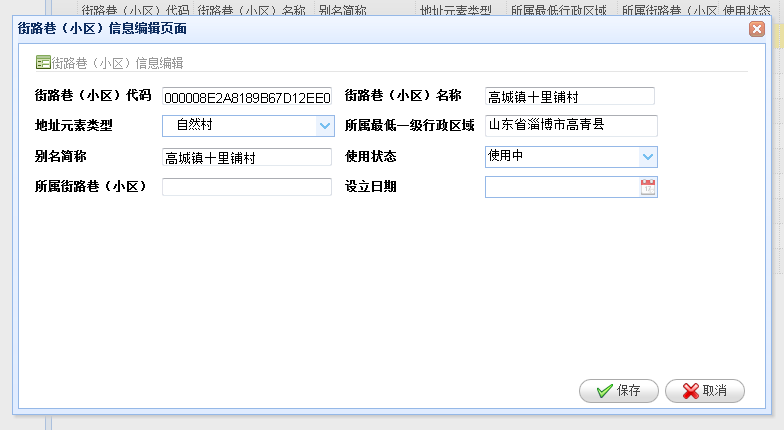 街路巷（小区）代码 街路巷（小区）名称 别名简称 地址元素类型 所属最低行政区域 所属街路巷（小区 使用状态
街路巷（小区）信息编辑页面
街路巷（小区）信息编辑
街路巷（小区）代码 000008E2A8189B67D12EE0 街路巷（小区）名称 高城镇十里铺村
地址元素类型 自然村 所属最低一级行政区域 山东省淄博市高青县
别名简称 高城镇十里铺村 使用状态 使用中
所属街路巷（小区） 设立日期
保存 取消